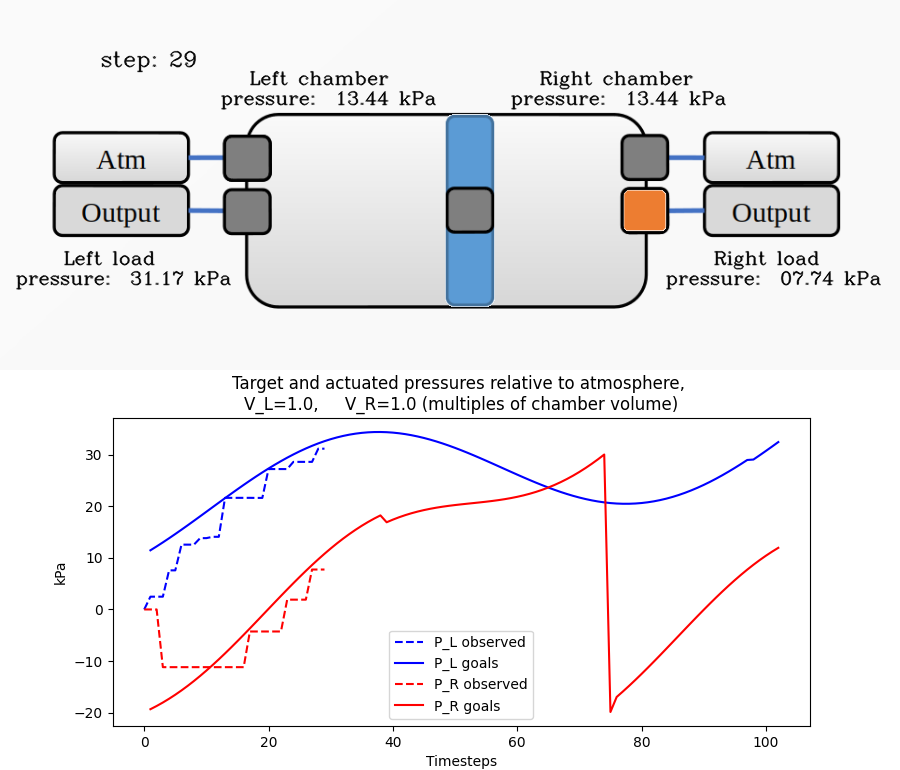 step: 29
Left chamber
pressure: 13.44 kPa
Right chamber
pressure: 13.44 kPa
Atm
Output
Atm
Output
Left load
pressure: 31.17 kPa
Right load
pressure: 07.74 kPa
Target and actuated pressures relative to atmosphere,
V_L=1.0, V_R=1.0 (multiples of chamber volume)
30
20
10
0
−10
−20
kPa
P_L observed
P_L goals
P_R observed
P_R goals
0 20 40 60 80 100
Timesteps